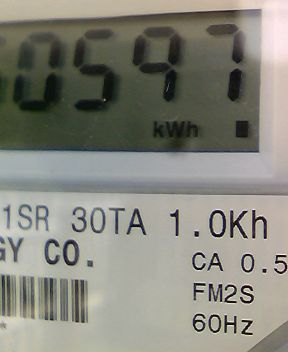 0597
kWh
1SR 30TA 1.0Kh
GY CO.
CA 0.5
FM2S
60Hz